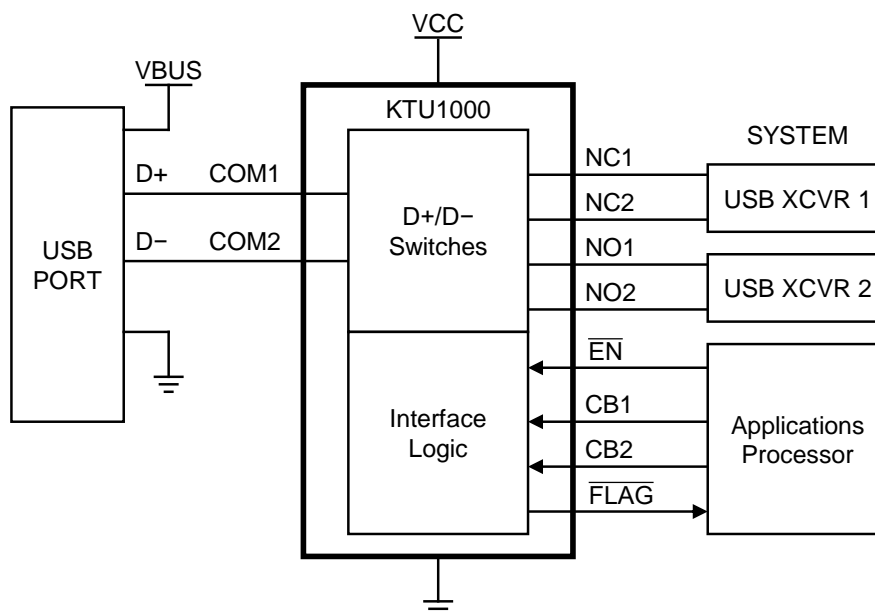 VCC
VBUS
KTU1000
SYSTEM
D+ COM1
NC1
USB XCVR 1
NC2
D+/D−
Switches
D− COM2
USB
PORT
NO1
USB XCVR 2
NO2
EN
CB1
Interface
Logic
Applications
Processor
CB2
FLAG